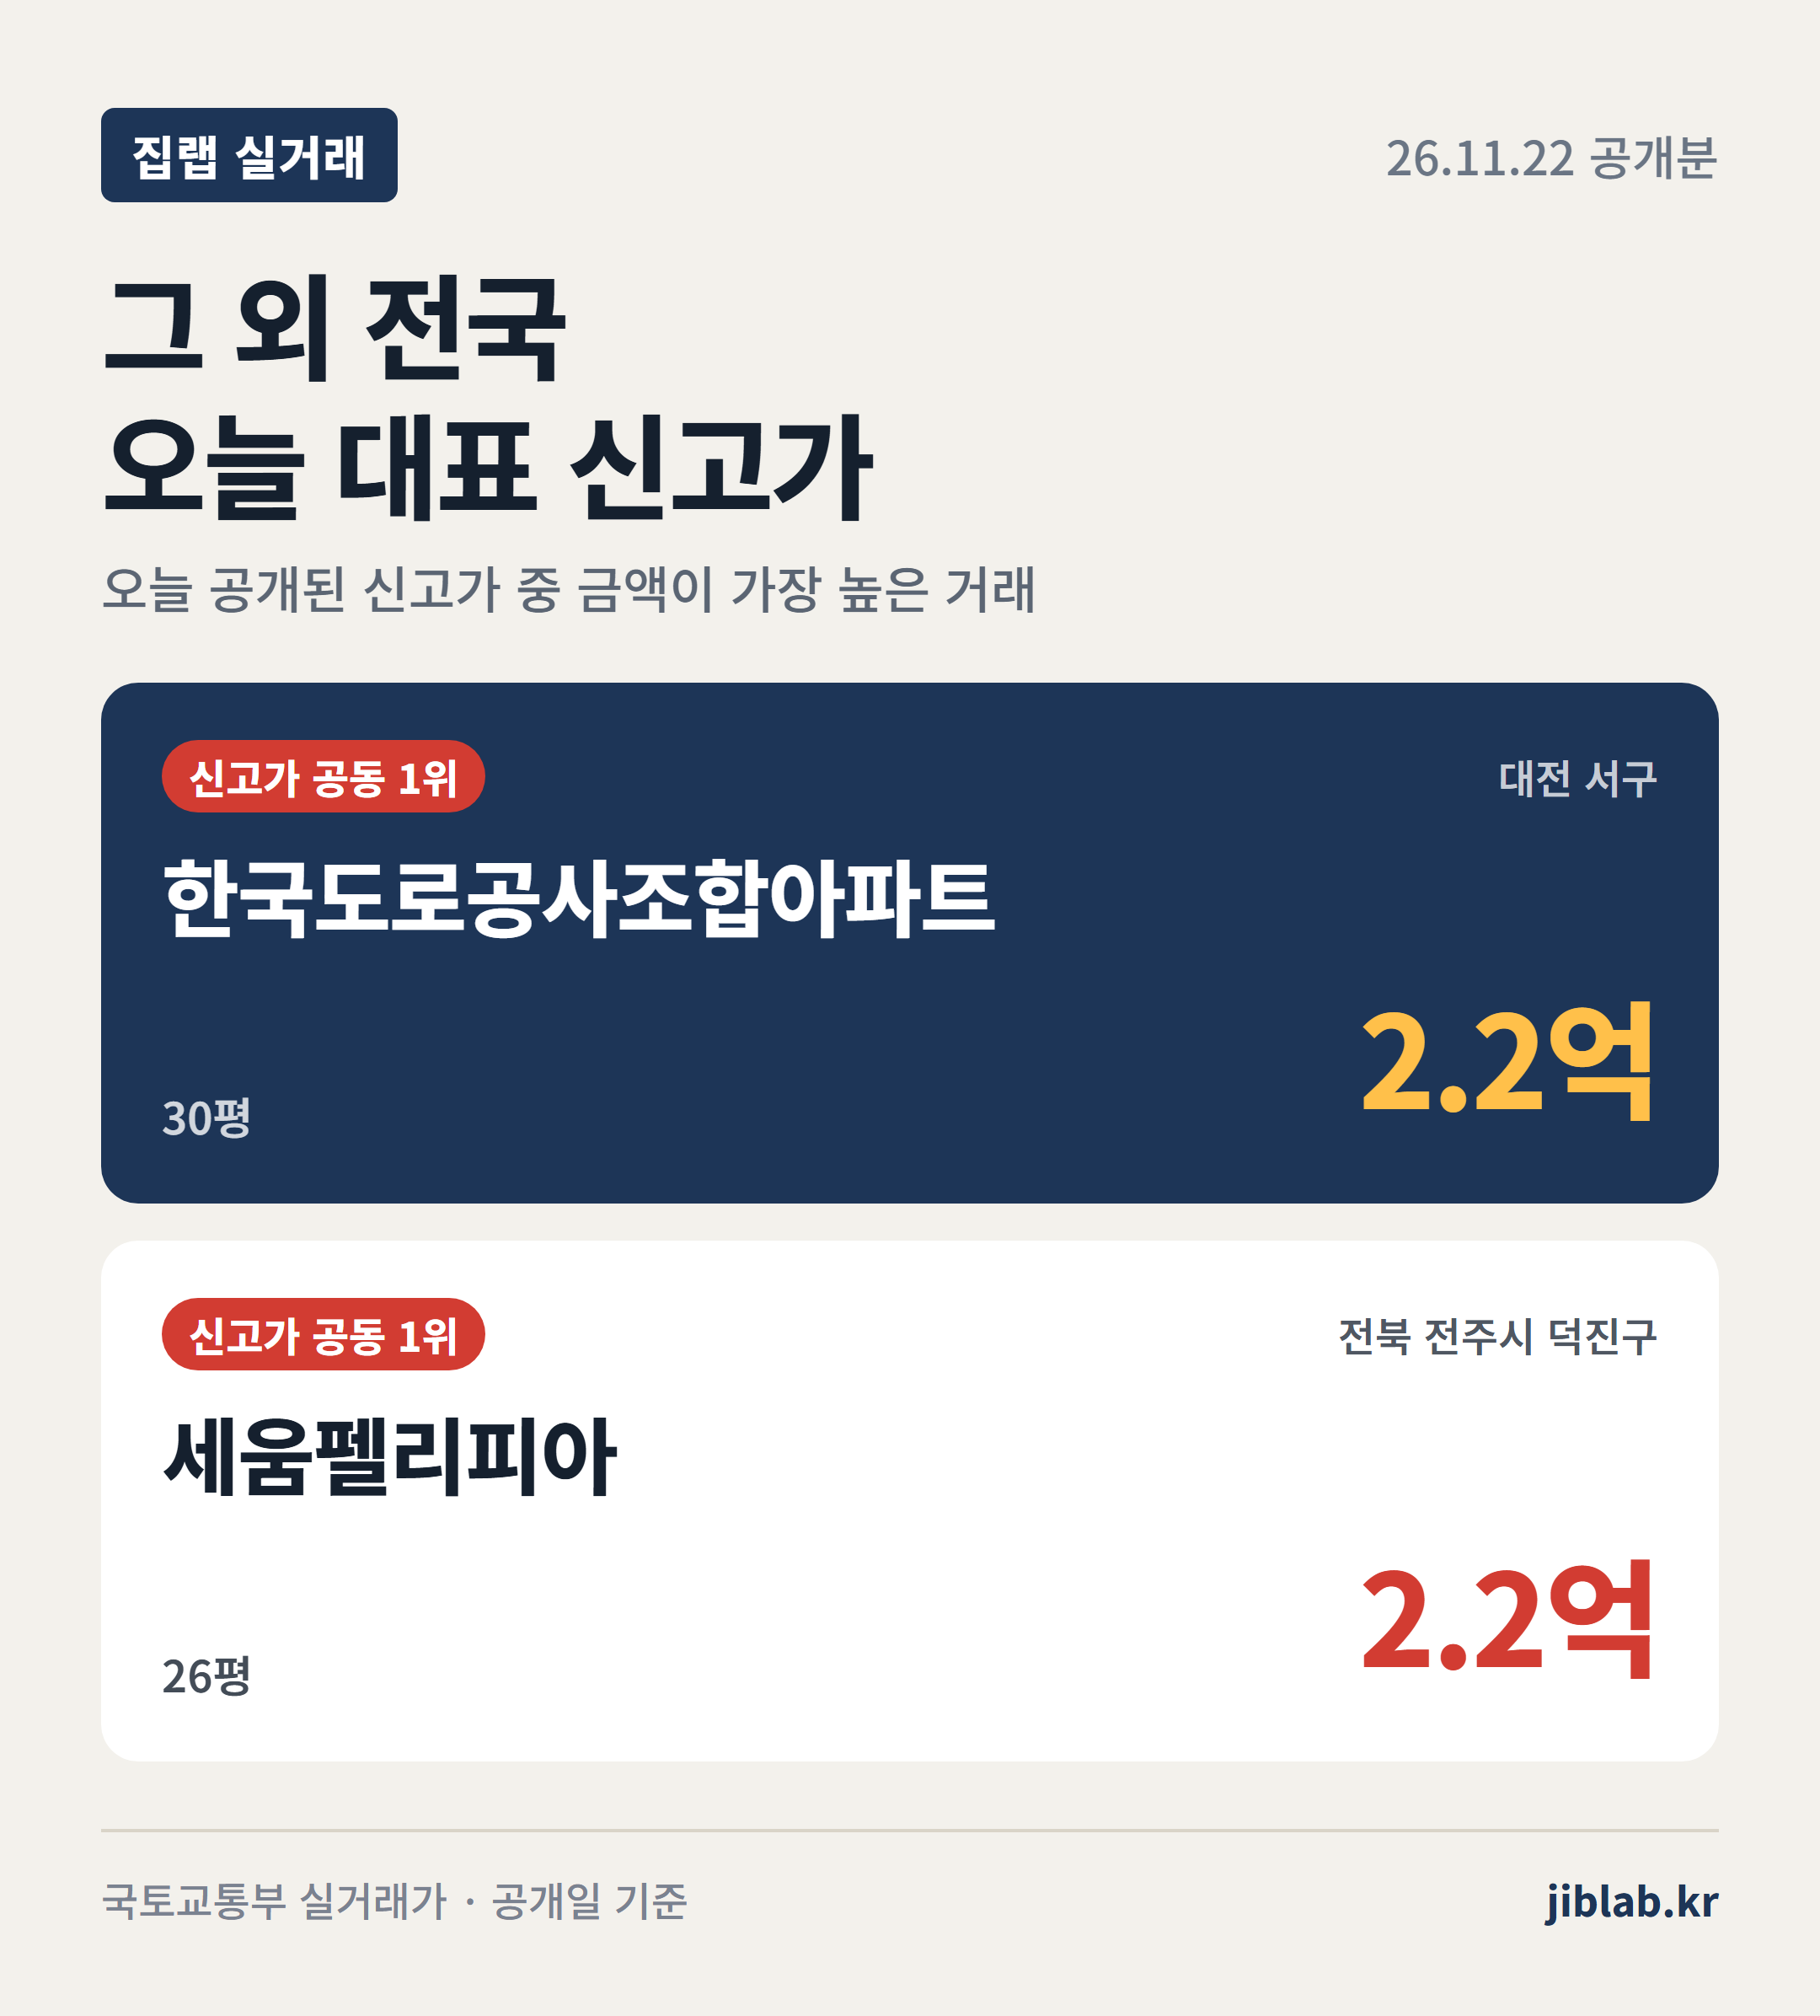 집랩 실거래
26.11.22 공개분
그 외 전국
오늘 대표 신고가
오늘 공개된 신고가 중 금액이 가장 높은 거래
신고가 공동 1위
대전 서구
한국도로공사조합아파트
30평
2.2억
신고가 공동 1위
전북 전주시 덕진구
세움펠리피아
26평
2.2억
국토교통부 실거래가 · 공개일 기준
jiblab.kr